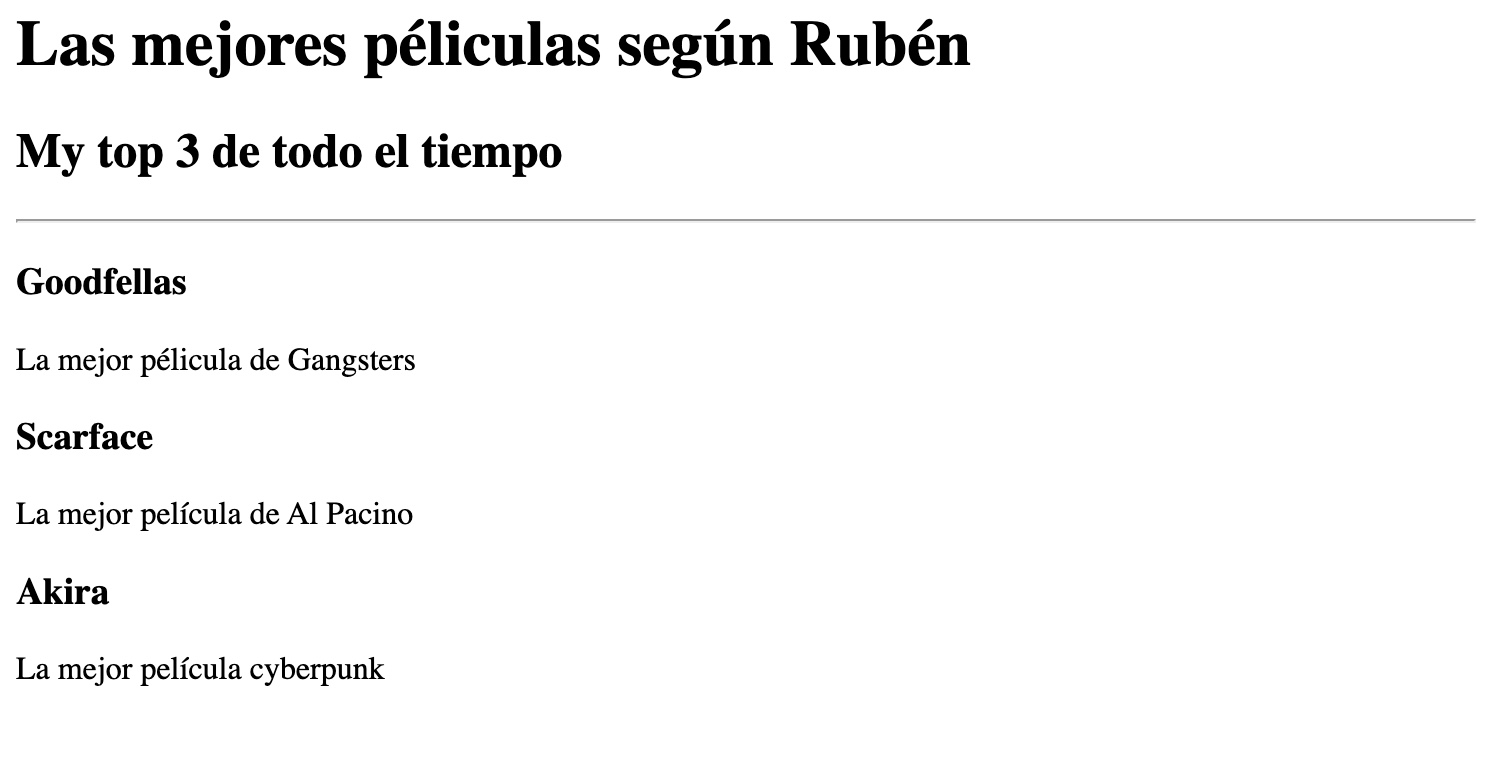 Las mejores péliculas según Rubén
My top 3 de todo el tiempo
Goodfellas
La mejor pélicula de Gangsters
Scarface
La mejor película de Al Pacino
Akira
La mejor película cyberpunk